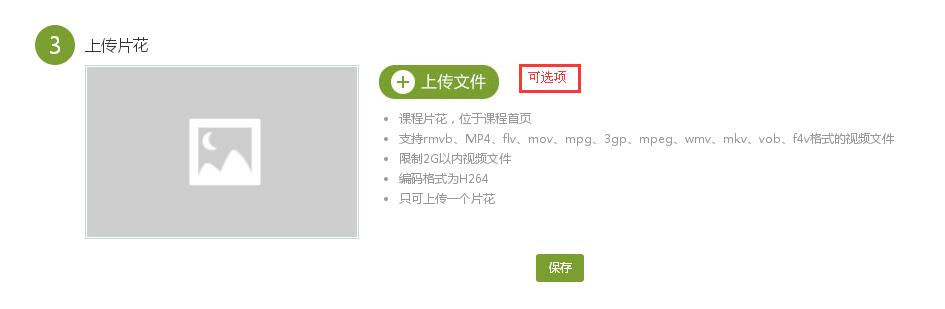 3 上传片花
上传文件 可选项
课程片花，位于课程首页
支持rmvb、MP4、flv、mov、mpg、3gp、mpeg、wmv、mkv、vob、f4v格式的视频文件
限制2G以内视频文件
编码格式为H264
只可上传一个片花
保存